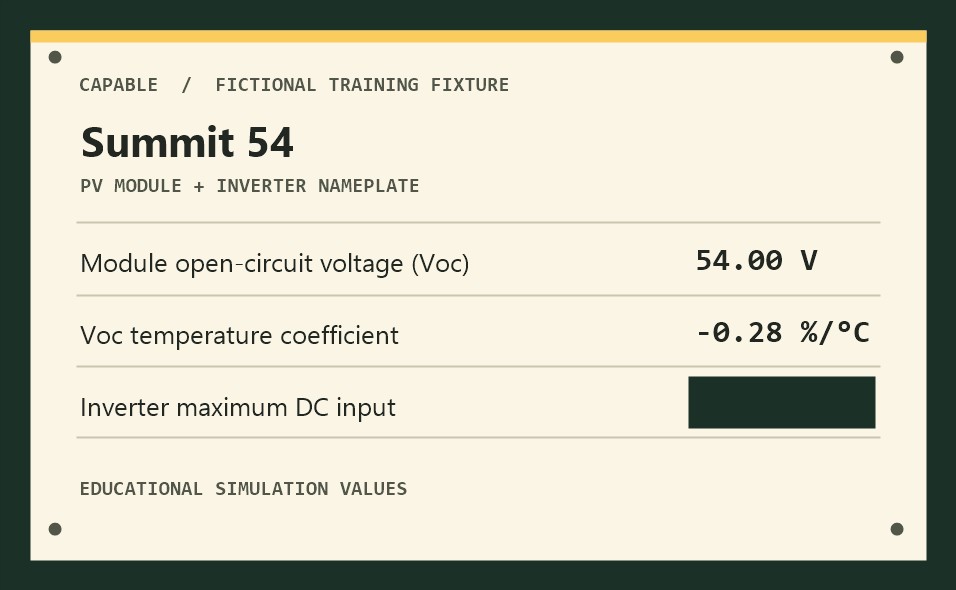 CAPABLE / FICTIONAL TRAINING FIXTURE
Summit 54
PV MODULE + INVERTER NAMEPLATE
Module open-circuit voltage (Voc) 54.00 V
Voc temperature coefficient -0.28 %/°C
Inverter maximum DC input
EDUCATIONAL SIMULATION VALUES